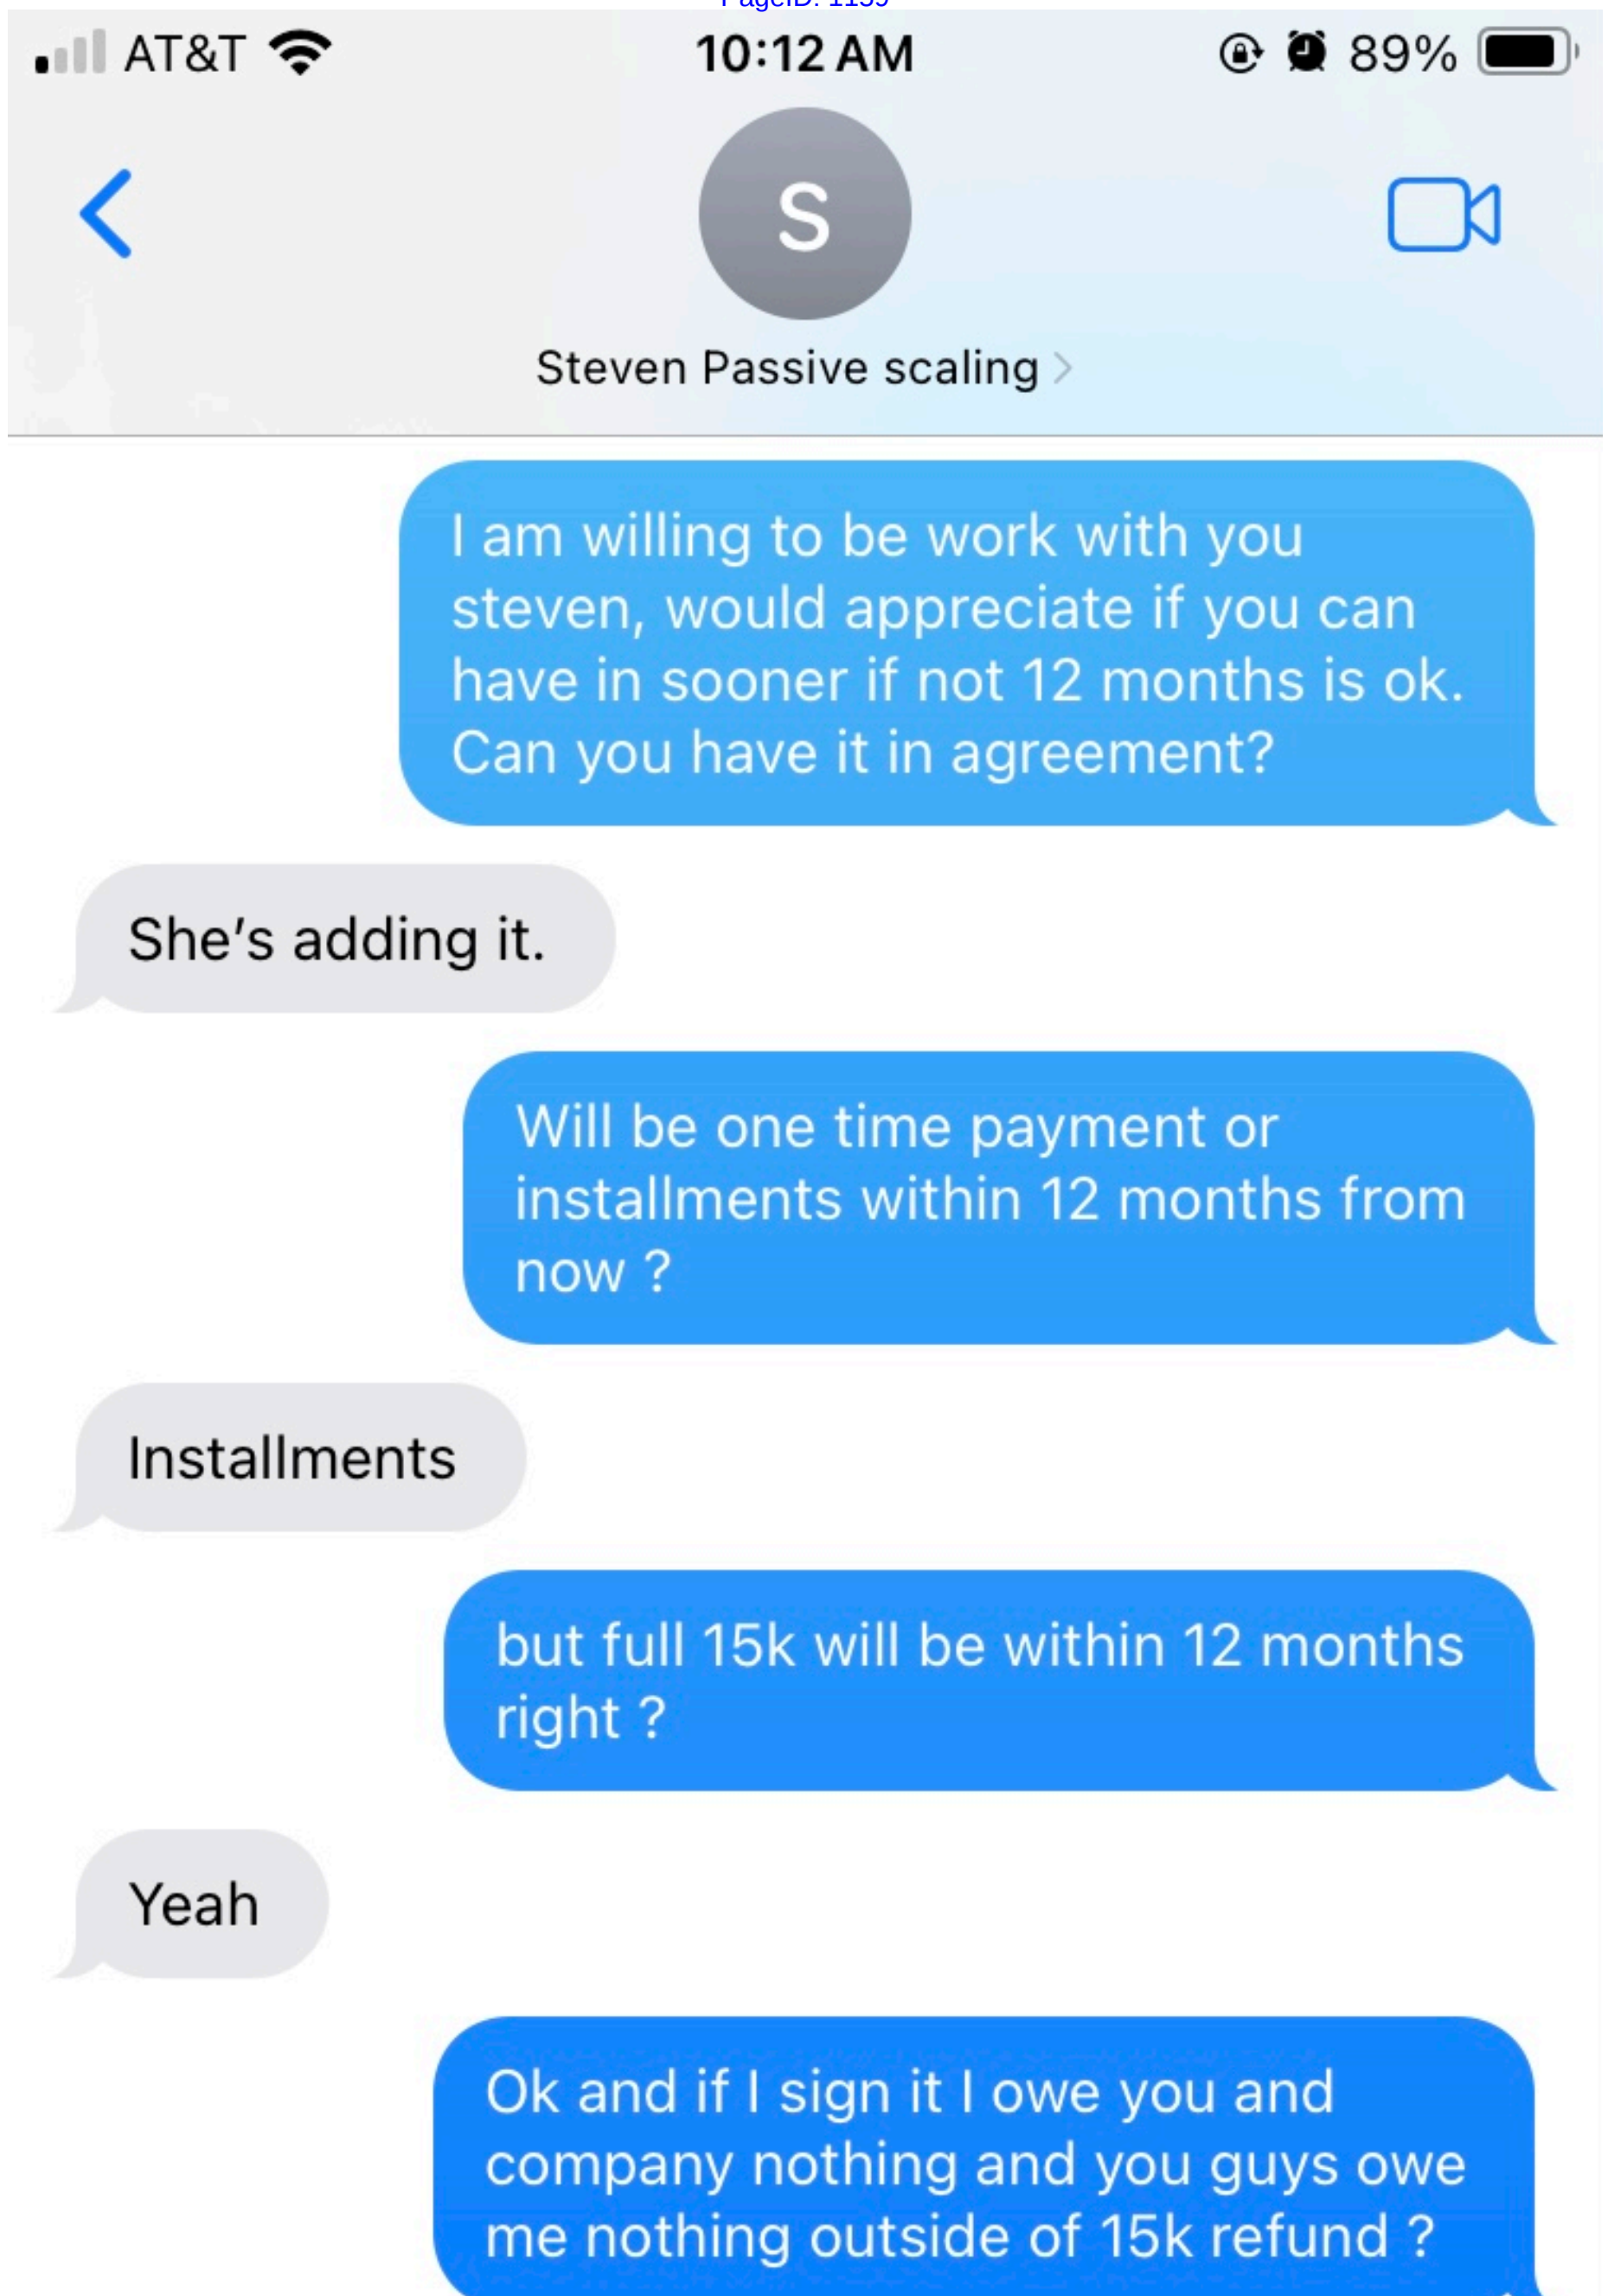 AT&T 10:12 AM 89%
S
Steven Passive scaling
I am willing to be work with you
steven, would appreciate if you can
have in sooner if not 12 months is ok.
Can you have it in agreement?
She's adding it.
Will be one time payment or
installments within 12 months from
now ?
Installments
but full 15k will be within 12 months
right ?
Yeah
Ok and if I sign it I owe you and
company nothing and you guys owe
me nothing outside of 15k refund ?